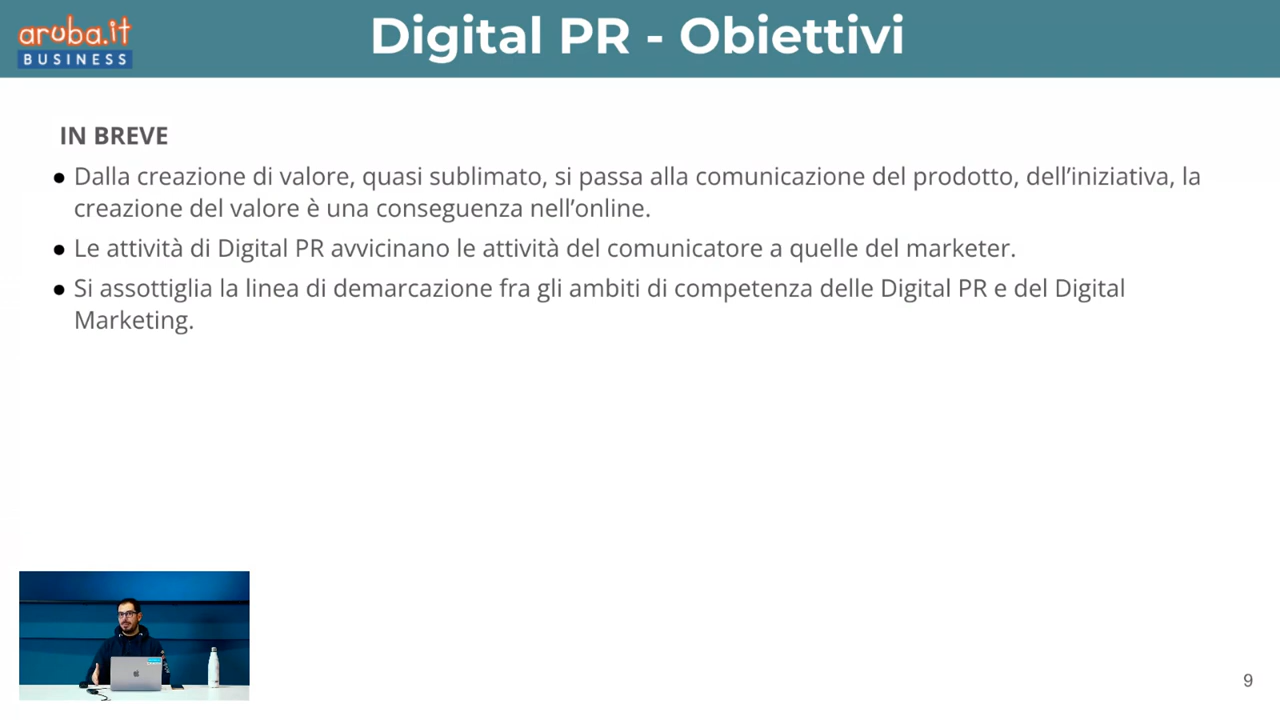 aruba.it
BUSINESS
Digital PR - Obiettivi
IN BREVE
● Dalla creazione di valore, quasi sublimato, si passa alla comunicazione del prodotto, dell’iniziativa, la
creazione del valore è una conseguenza nell’online.
● Le attività di Digital PR avvicinano le attività del comunicatore a quelle del marketer.
● Si assottiglia la linea di demarcazione fra gli ambiti di competenza delle Digital PR e del Digital
Marketing.
9